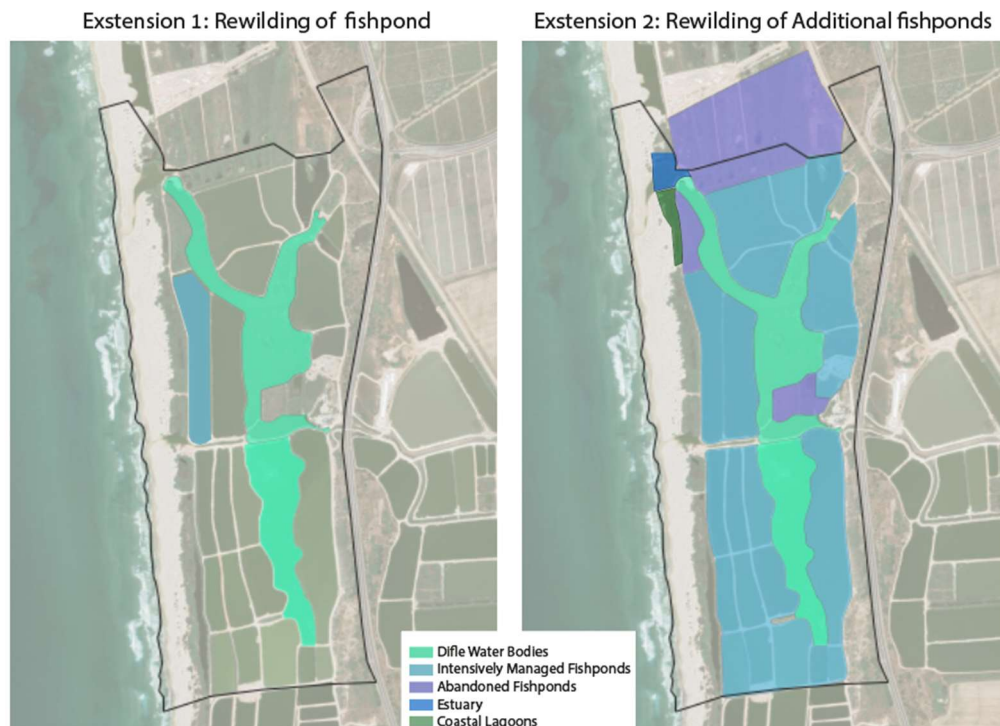 Exstension 1: Rewilding of fishpond
Exstension 2: Rewilding of Additional fishponds
Difle Water Bodies
Intensively Managed Fishponds
Abandoned Fishponds
Estuary
Coastal Lagoons